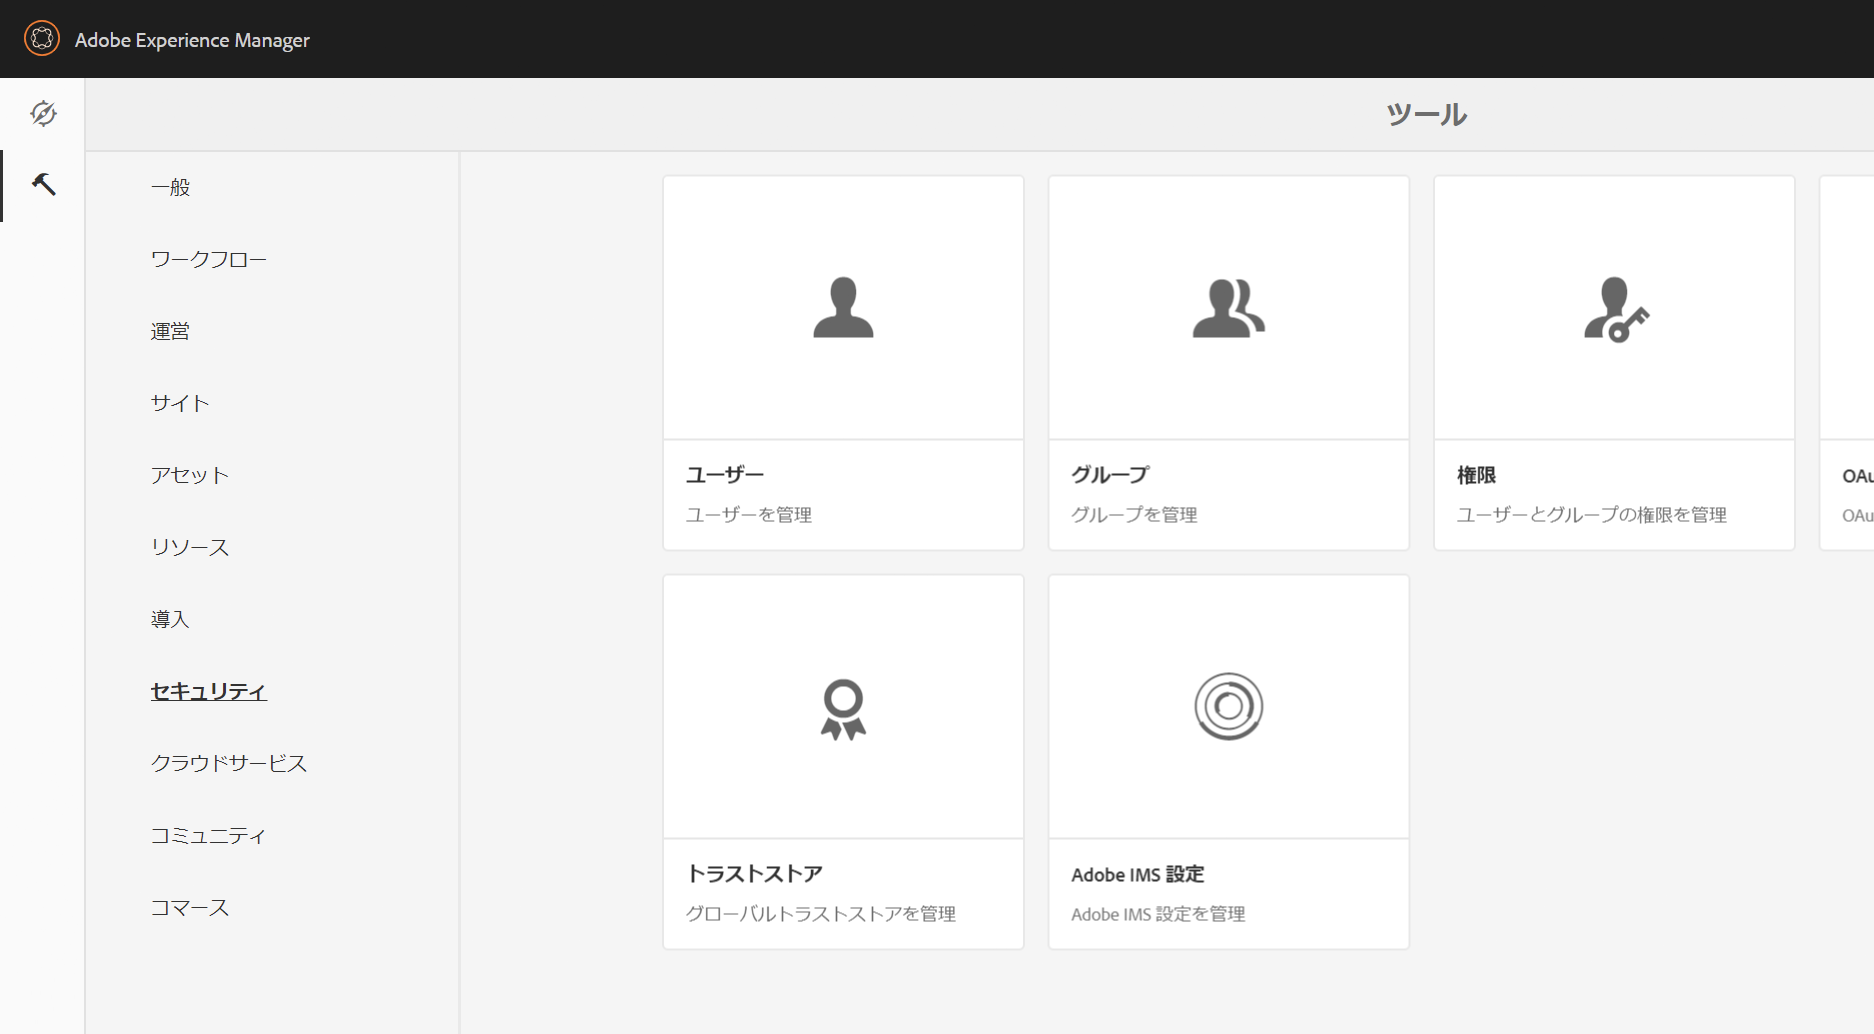 Adobe Experience Manager
ツール
一般
ワークフロー
運営
サイト
アセット
リソース
導入
セキュリティ
クラウドサービス
コミュニティ
コマース
ユーザー
ユーザーを管理
グループ
グループを管理
権限
ユーザーとグループの権限を管理
OAu
OAu
トラストストア
グローバルトラストストアを管理
Adobe IMS 設定
Adobe IMS 設定を管理